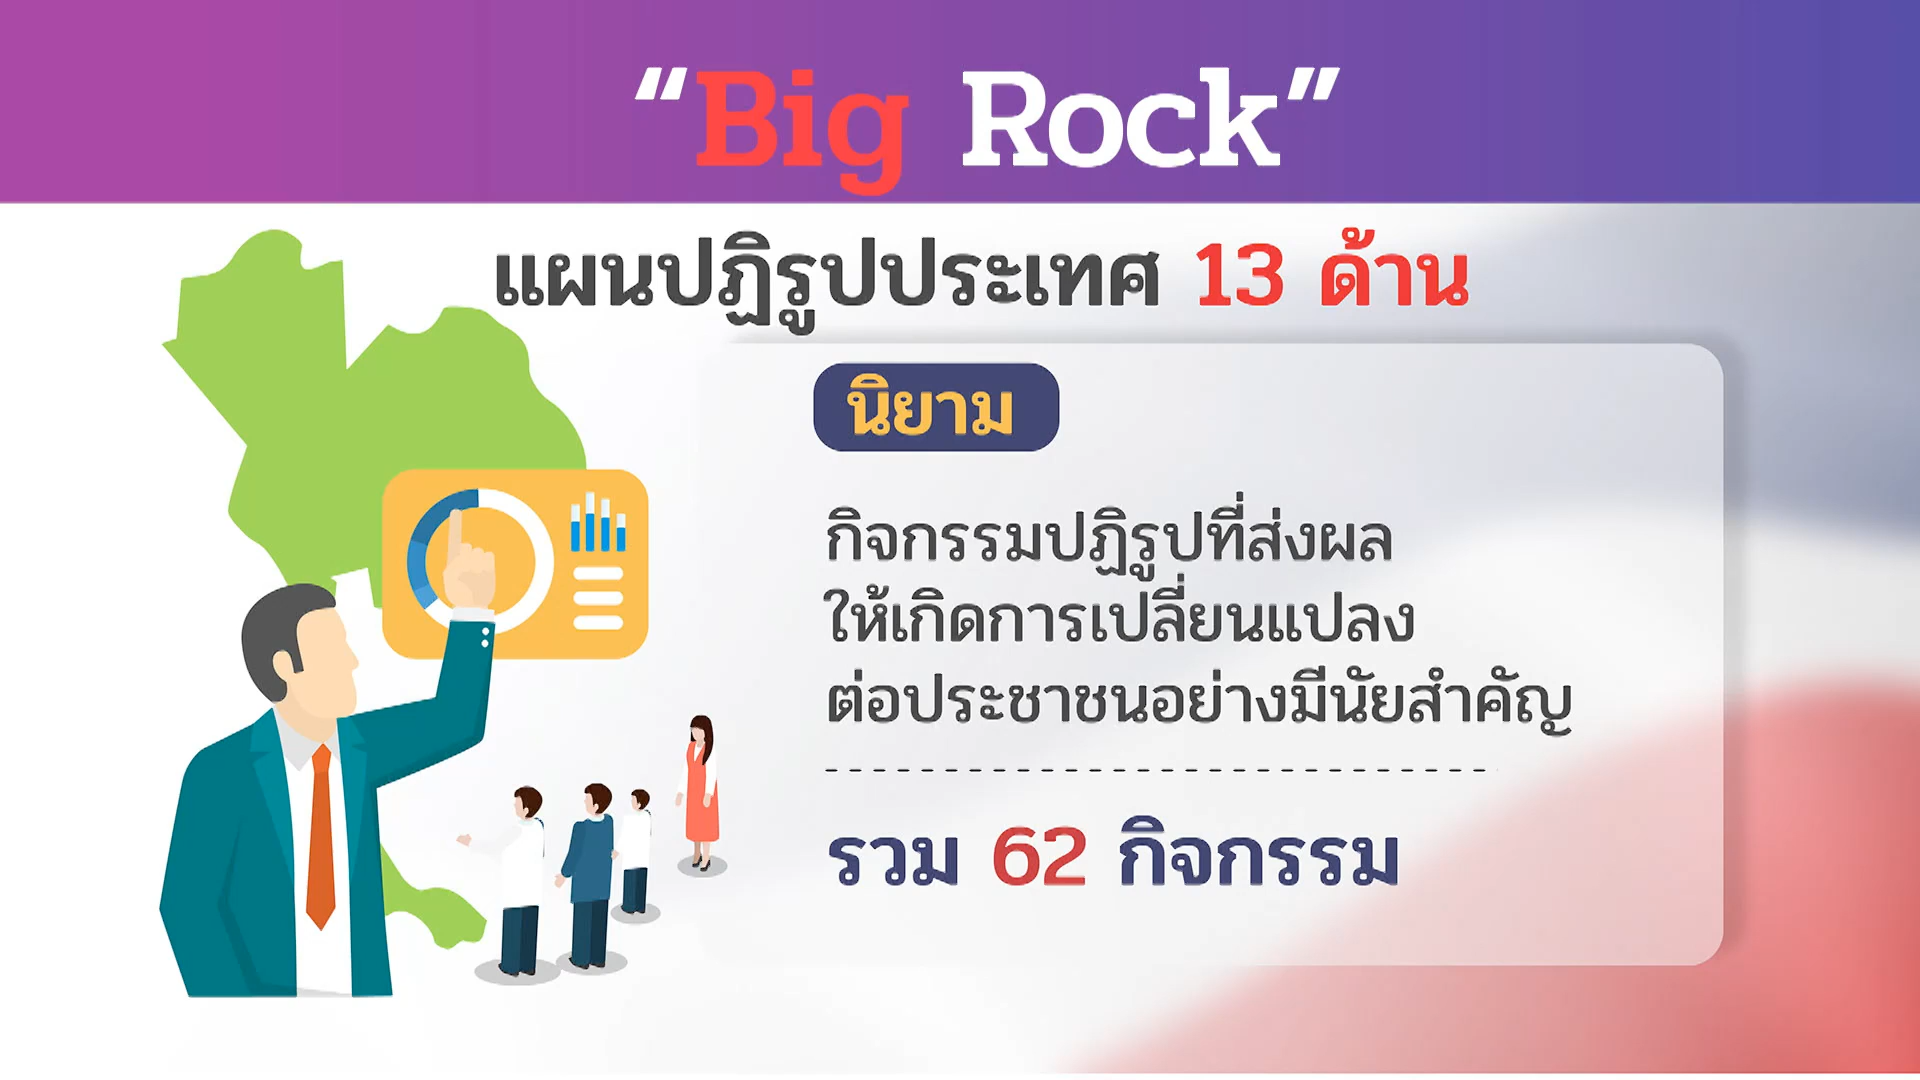 “Big Rock”
แผนปฏิรูปประเทศ 13 ด้าน
นิยาม
กิจกรรมปฏิรูปที่ส่งผล
ให้เกิดการเปลี่ยนแปลง
ต่อประชาชนอย่างมีนัยสำคัญ
รวม 62 กิจกรรม